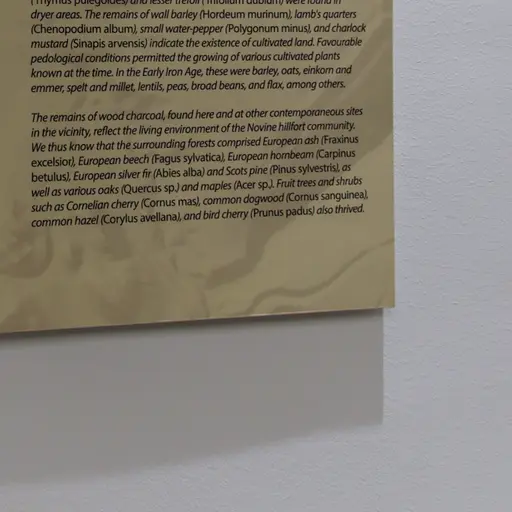 (Thymus pulegoides) and lesser trefoil (Trifolium dubium) were found in
dryer areas. The remains of wall barley (Hordeum murinum), lamb's quarters
(Chenopodium album), small water-pepper (Polygonum minus), and charlock
mustard (Sinapis arvensis) indicate the existence of cultivated land. Favourable
pedological conditions permitted the growing of various cultivated plants
known at the time. In the Early Iron Age, these were barley, oats, einkorn and
emmer, spelt and millet, lentils, peas, broad beans, and flax, among others.
The remains of wood charcoal, found here and at other contemporaneous sites
in the vicinity, reflect the living environment of the Novine hillfort community.
We thus know that the surrounding forests comprised European ash (Fraxinus
excelsior), European beech (Fagus sylvatica), European hornbeam (Carpinus
betulus), European silver fir (Abies alba) and Scots pine (Pinus sylvestris), as
well as various oaks (Quercus sp.) and maples (Acer sp.). Fruit trees and shrubs
such as Cornelian cherry (Cornus mas), common dogwood (Cornus sanguinea),
common hazel (Corylus avellana), and bird cherry (Prunus padus) also thrived.